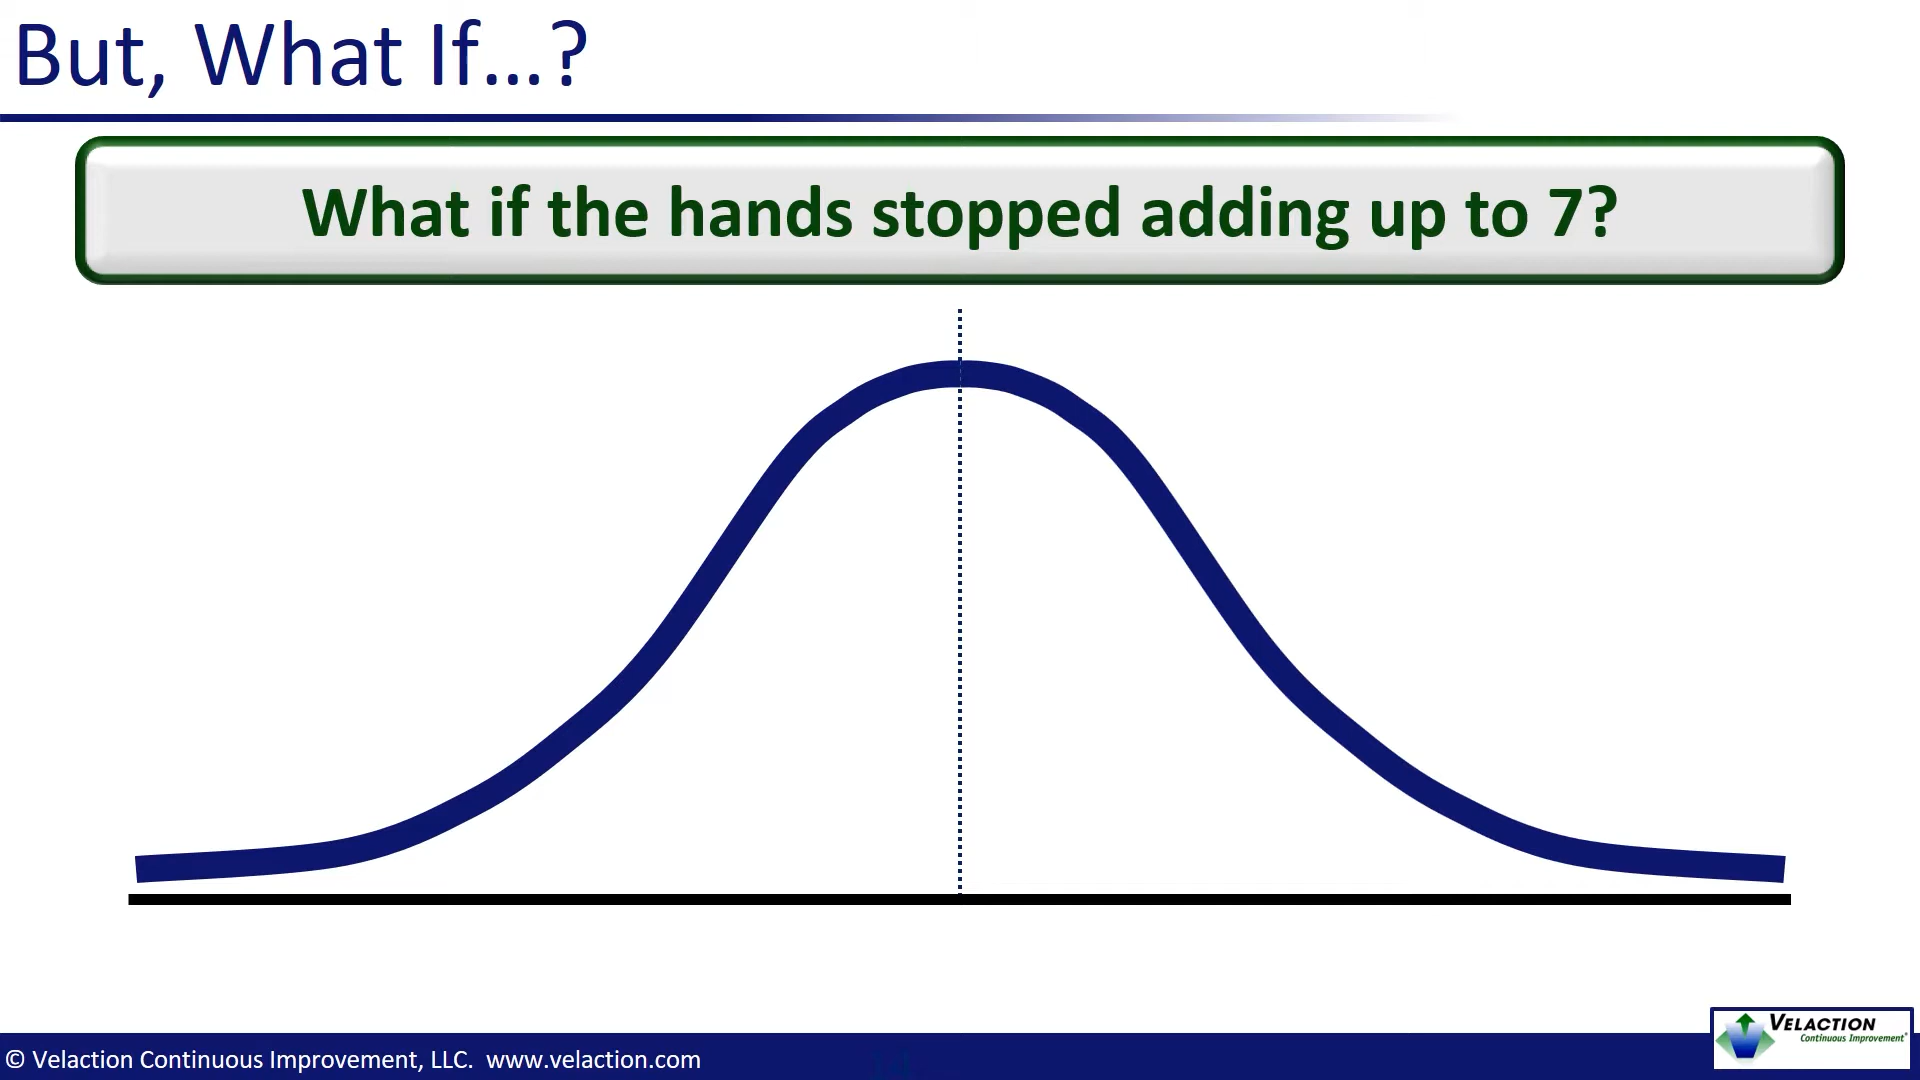 But, What If…?
What if the hands stopped adding up to 7?
VELACTION
Continuous Improvement
© Velaction Continuous Improvement, LLC.  www.velaction.com